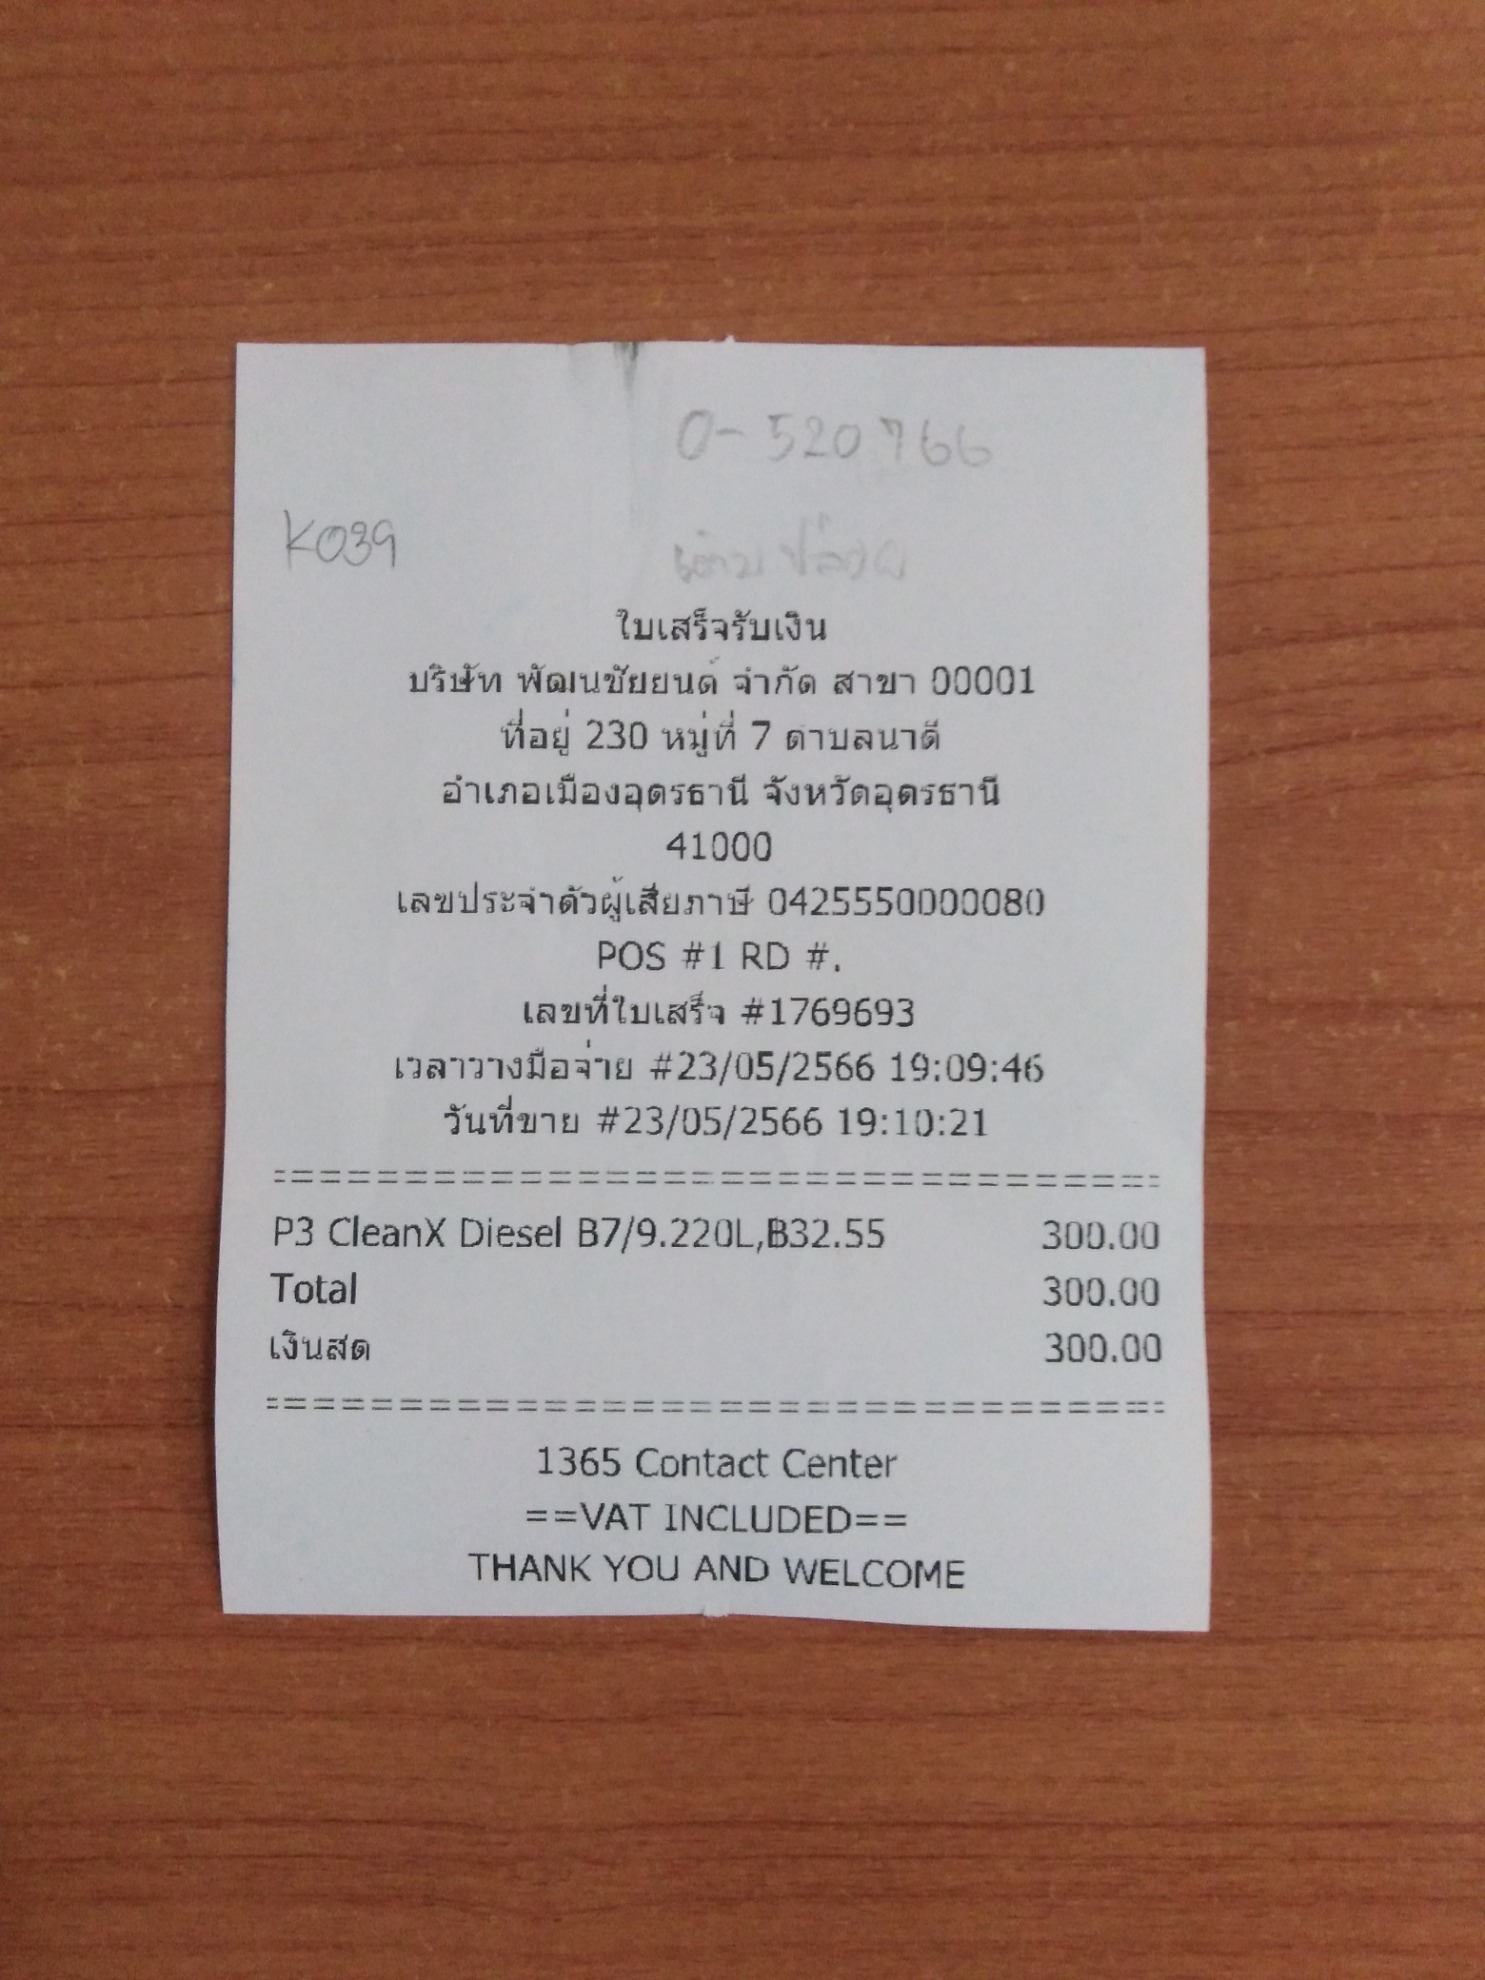 0-520766
K039
ใบเสร็จรับเงิน
บริษัท พัฒนชัยยนต์ จำกัด สาขา 00001
ที่อยู่ 230 หมู่ที่ 7 ตำบลนาดี
อำเภอเมืองอุดรธานี จังหวัดอุดรธานี
41000
เลขประจำตัวผู้เสียภาษี 0425550000080
POS #1 RD #.
เลขที่ใบเสร็จ #1769693
เวลาวางมือจ่าย #23/05/2566 19:09:46
วันที่ขาย #23/05/2566 19:10:21
================================
P3 CleanX Diesel B7/9.220L,฿32.55 300.00
Total 300.00
เงินสด 300.00
================================
1365 Contact Center
==VAT INCLUDED==
THANK YOU AND WELCOME